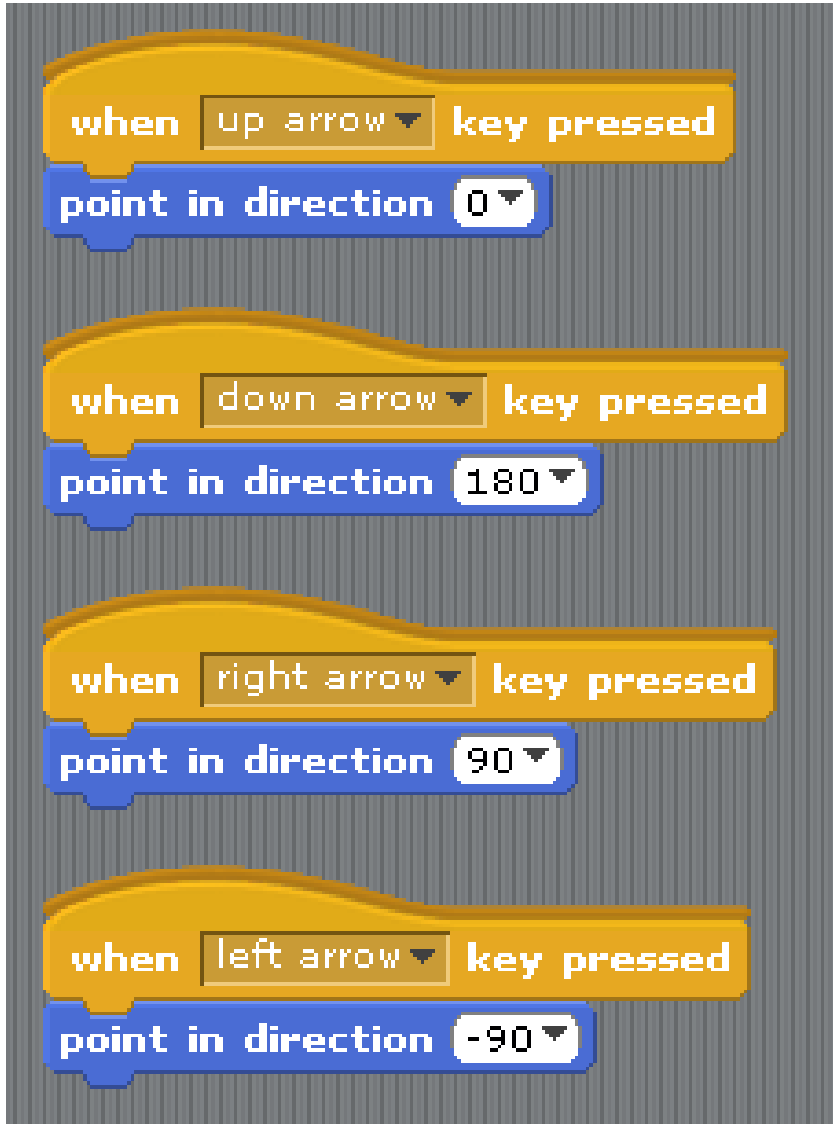 when up arrow key pressed
point in direction 0
when down arrow key pressed
point in direction 180
when right arrow key pressed
point in direction 90
when left arrow key pressed
point in direction -90